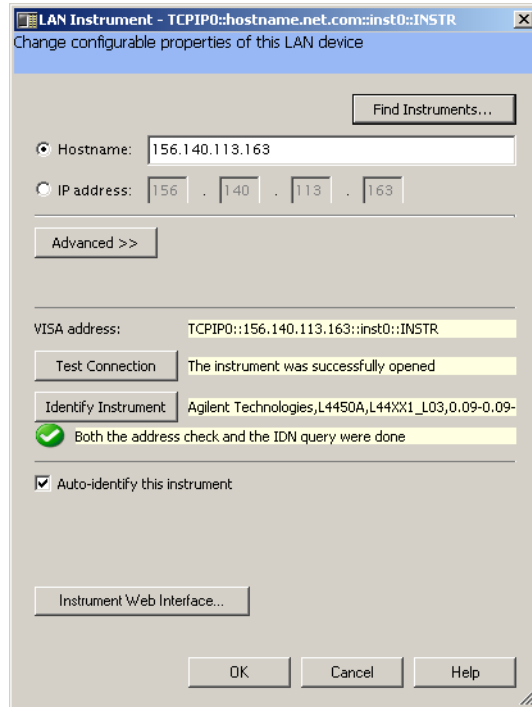 LAN Instrument - TCPIP0::hostname.net.com::inst0::INSTR
Change configurable properties of this LAN device
Find Instruments...
Hostname: 156.140.113.163
IP address: 156 . 140 . 113 . 163
Advanced >>
VISA address: TCPIP0::156.140.113.163::inst0::INSTR
Test Connection The instrument was successfully opened
Identify Instrument Agilent Technologies,L4450A,L44XX1_L03,0.09-0.09-
Both the address check and the IDN query were done
Auto-identify this instrument
Instrument Web Interface...
OK Cancel Help